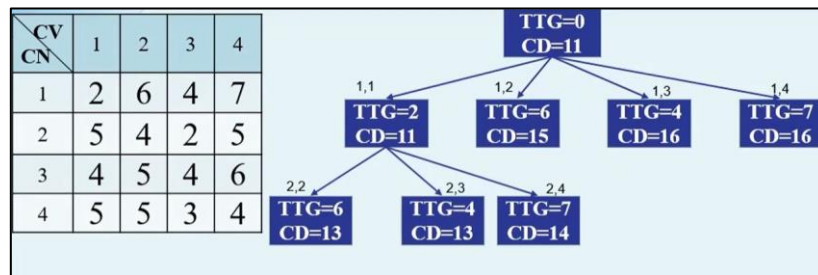 CV
CN
1 2 3 4
1 2 6 4 7
2 5 4 2 5
3 4 5 4 6
4 5 5 3 4
TTG=0
CD=11
1,1 1,2 1,3 1,4
TTG=2 TTG=6 TTG=4 TTG=7
CD=11 CD=15 CD=16 CD=16
2,2 2,3 2,4
TTG=6 TTG=4 TTG=7
CD=13 CD=13 CD=14